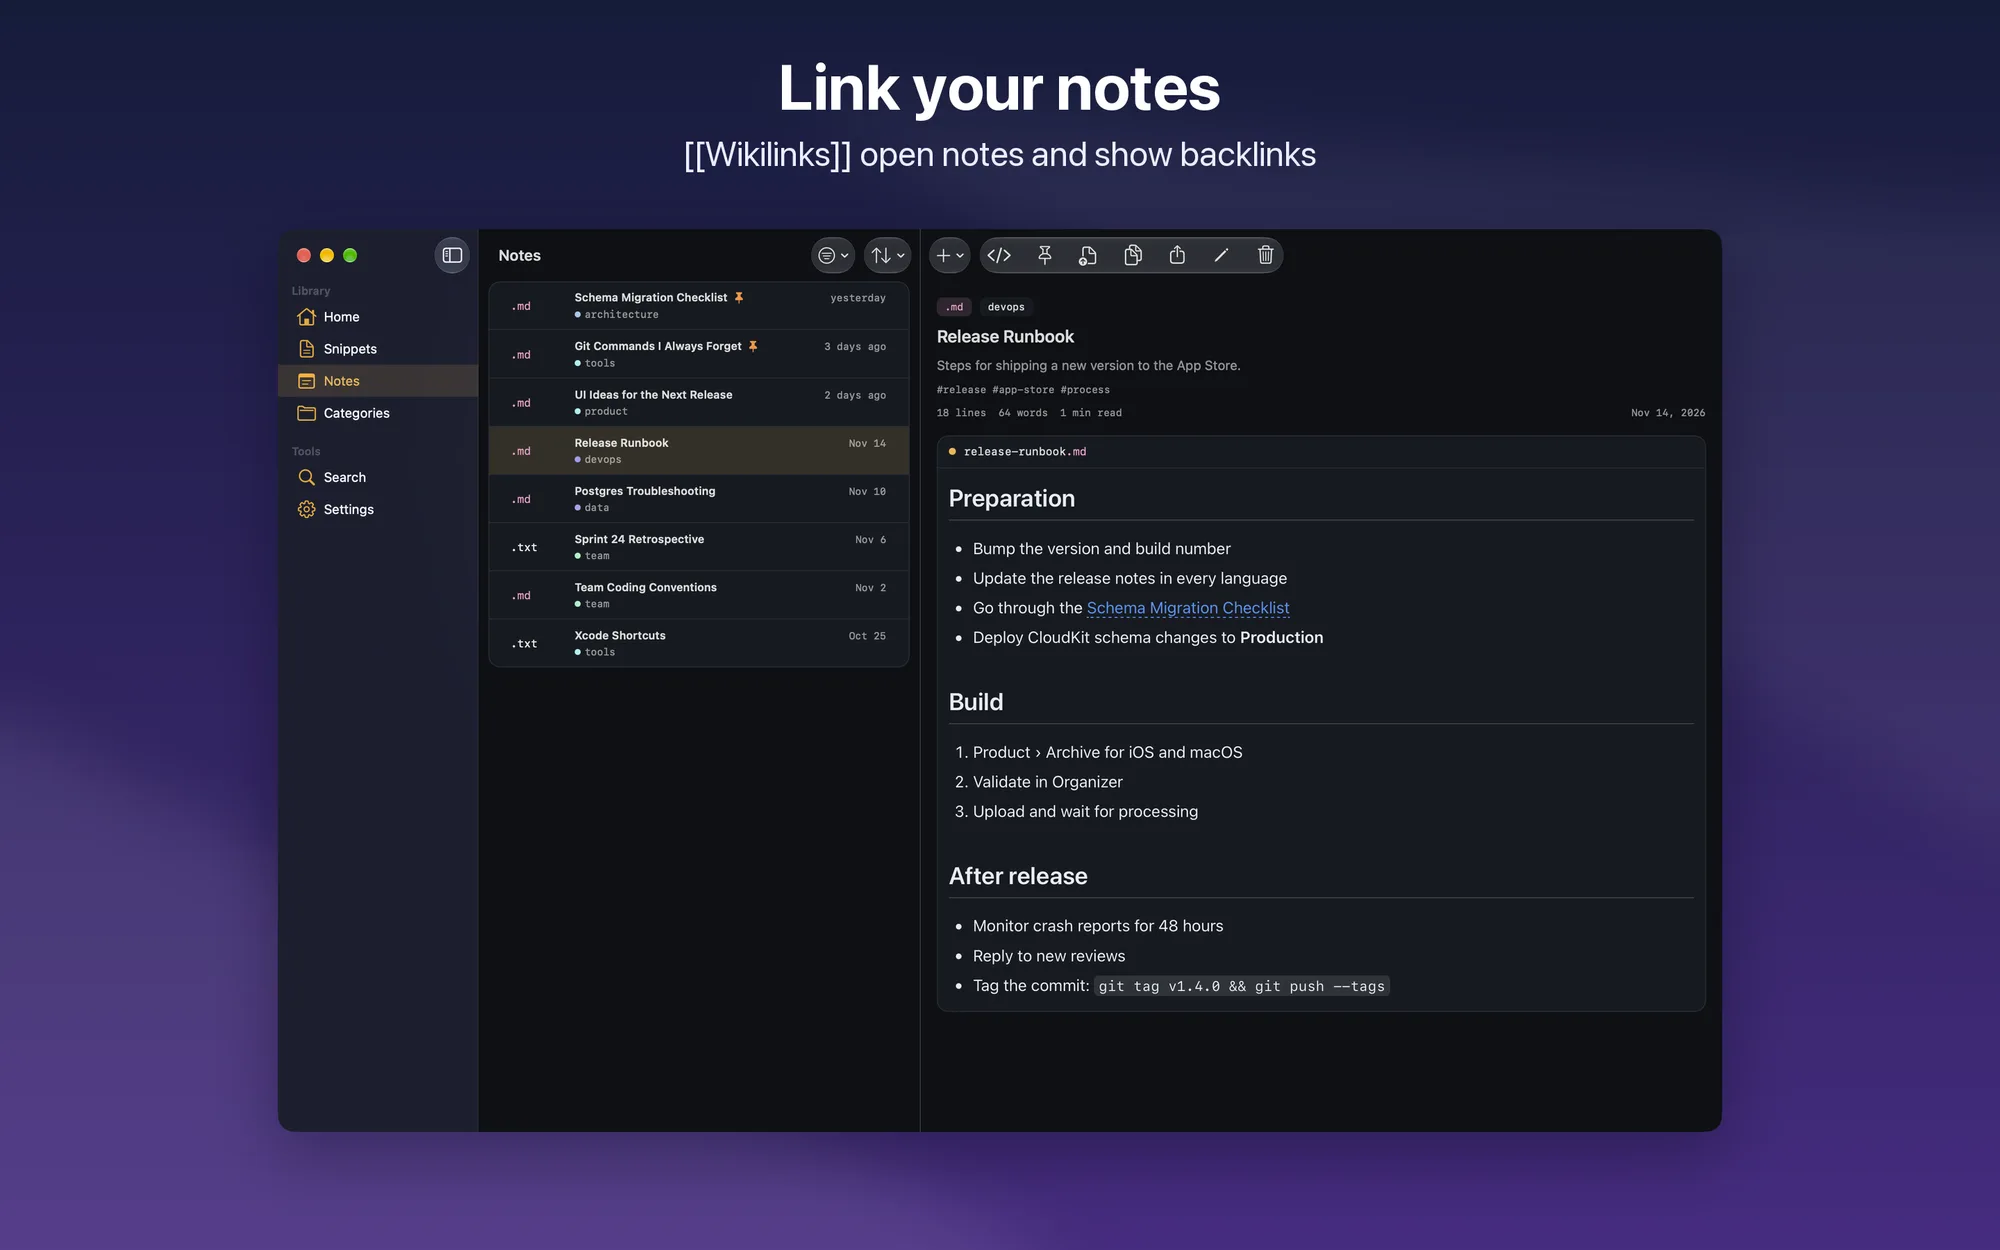 Link your notes
[[Wikilinks]] open notes and show backlinks
Library
Home
Snippets
Notes
Categories
Tools
Search
Settings
Notes
.md
Schema Migration Checklist
yesterday
architecture
.md
Git Commands I Always Forget
3 days ago
tools
.md
UI Ideas for the Next Release
2 days ago
product
.md
Release Runbook
Nov 14
devops
.md
Postgres Troubleshooting
Nov 10
data
.txt
Sprint 24 Retrospective
Nov 6
team
.md
Team Coding Conventions
Nov 2
team
.txt
Xcode Shortcuts
Oct 25
tools
.md devops
Release Runbook
Steps for shipping a new version to the App Store.
#release #app-store #process
18 lines 64 words 1 min read
Nov 14, 2026
release-runbook.md
Preparation
• Bump the version and build number
• Update the release notes in every language
• Go through the Schema Migration Checklist
• Deploy CloudKit schema changes to Production
Build
1. Product › Archive for iOS and macOS
2. Validate in Organizer
3. Upload and wait for processing
After release
• Monitor crash reports for 48 hours
• Reply to new reviews
• Tag the commit: git tag v1.4.0 && git push --tags